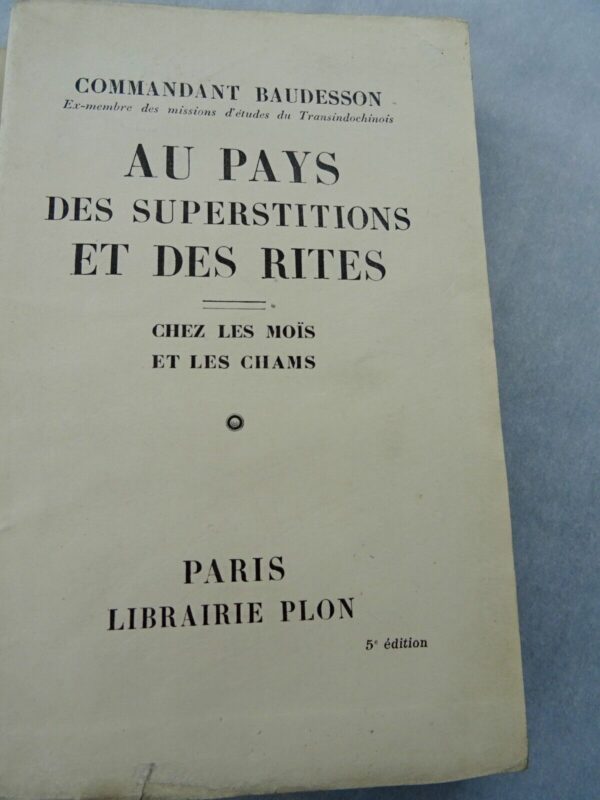 COMMANDANT BAUDESSON
Ex-membre des missions d'études du Transindochinois
AU PAYS
DES SUPERSTITIONS
ET DES RITES
CHEZ LES MOÏS
ET LES CHAMS
PARIS
LIBRAIRIE PLON
5e édition